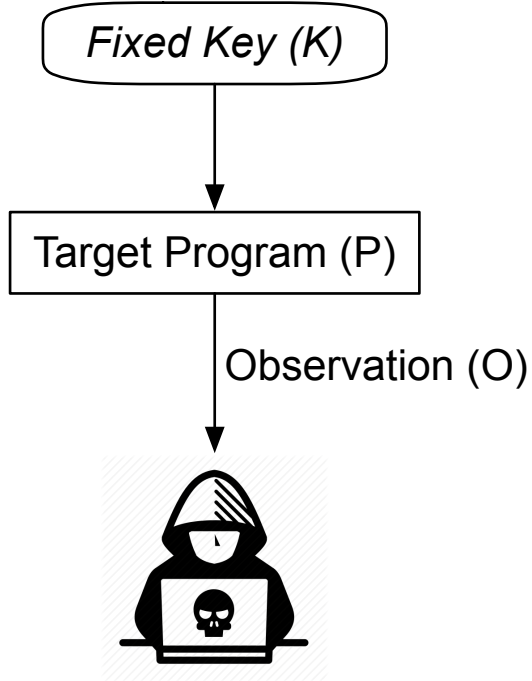 Fixed Key (K)
Target Program (P)
Observation (O)